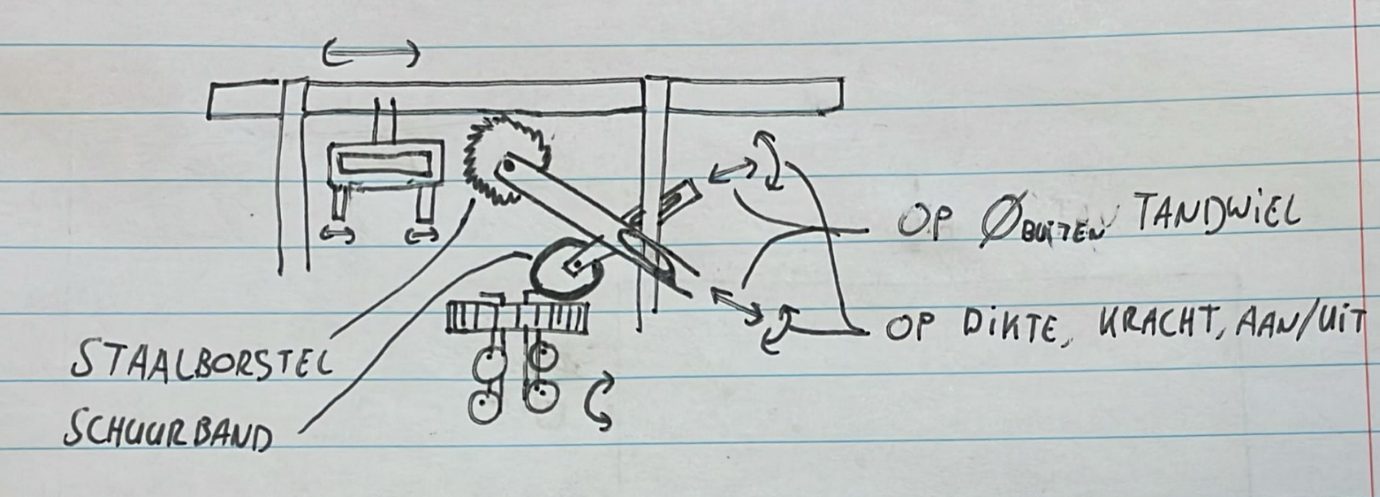 OP ØBUITEN TANDWIEL
OP DIKTE, KRACHT, AAN/UIT
STAALBORSTEL
SCHUURBAND